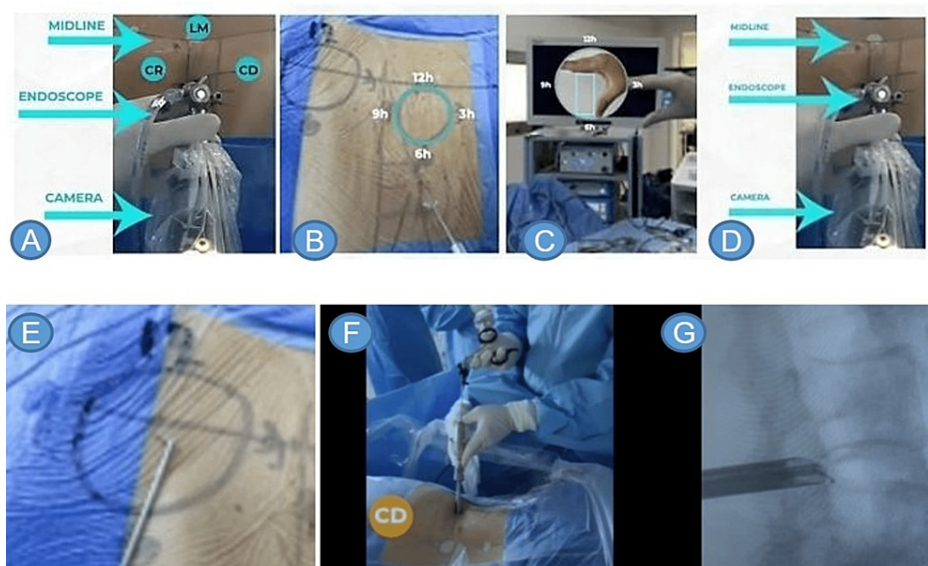 MIDLINE
LM
CR
CD
ENDOSCOPE
CAMERA
A
12h
9h
3h
6h
B
12h
9h
3h
6h
C
MIDLINE
ENDOSCOPE
CAMERA
D
E
F
CD
G